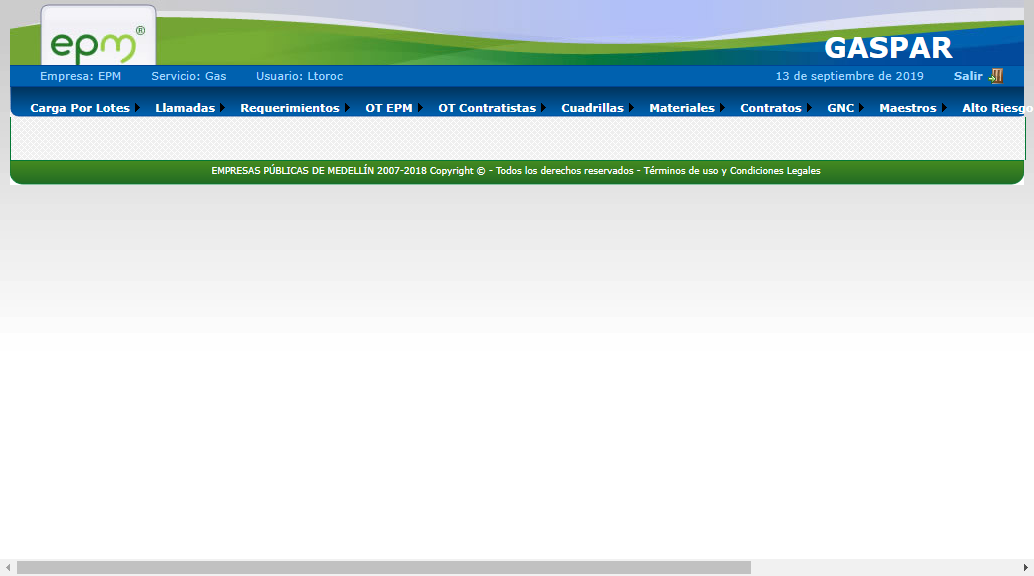 epm®
GASPAR
Empresa: EPM Servicio: Gas Usuario: Ltoroc 13 de septiembre de 2019 Salir
Carga Por Lotes Llamadas Requerimientos OT EPM OT Contratistas Cuadrillas Materiales Contratos GNC Maestros Alto Riesgo
EMPRESAS PÚBLICAS DE MEDELLÍN 2007-2018 Copyright © - Todos los derechos reservados - Términos de uso y Condiciones Legales